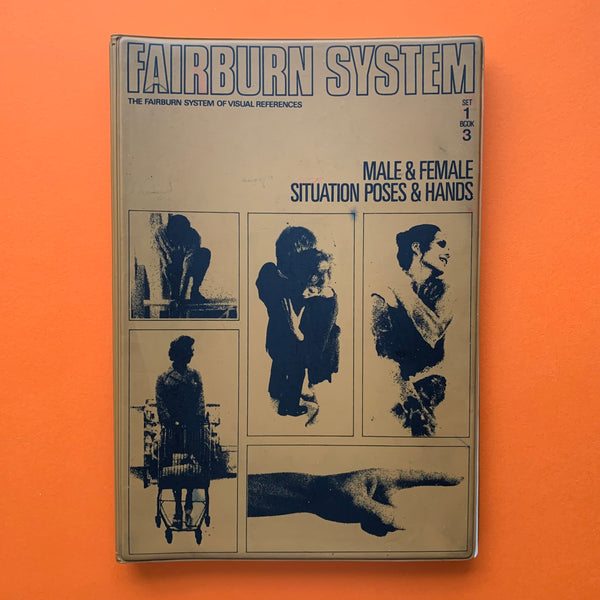 FAIRBURN SYSTEM
THE FAIRBURN SYSTEM OF VISUAL REFERENCES
SET
1
BOOK
3
MALE & FEMALE
SITUATION POSES & HANDS